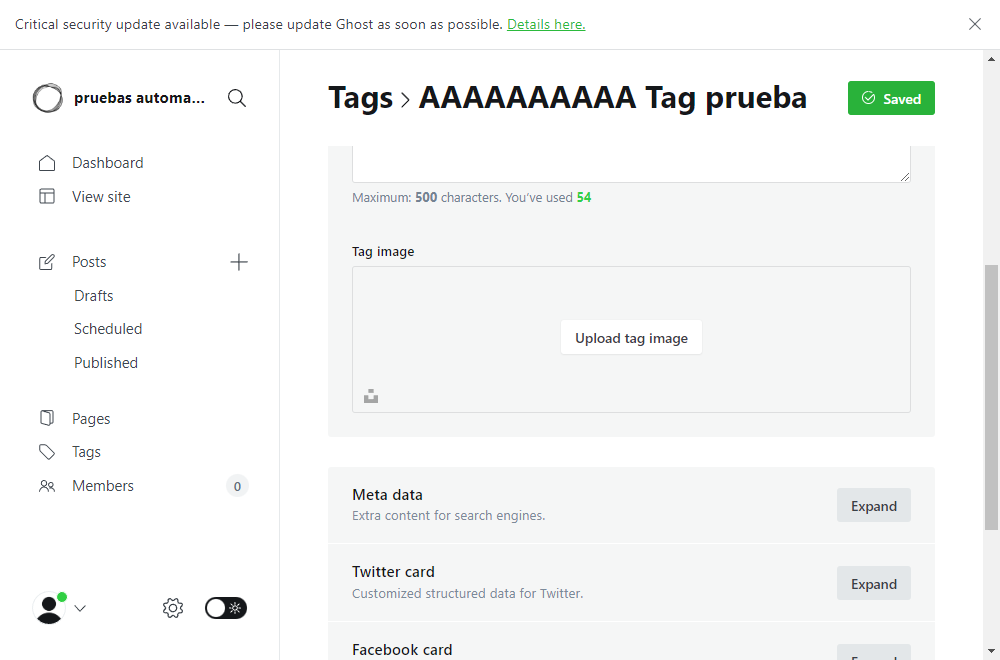 Critical security update available — please update Ghost as soon as possible. Details here.
pruebas automa...
Dashboard
View site
Posts
Drafts
Scheduled
Published
Pages
Tags
Members
0
Tags
AAAAAAAAAA Tag prueba
Saved
Maximum: 500 characters. You've used 54
Tag image
Upload tag image
Meta data
Extra content for search engines.
Expand
Twitter card
Customized structured data for Twitter.
Expand
Facebook card
Expand